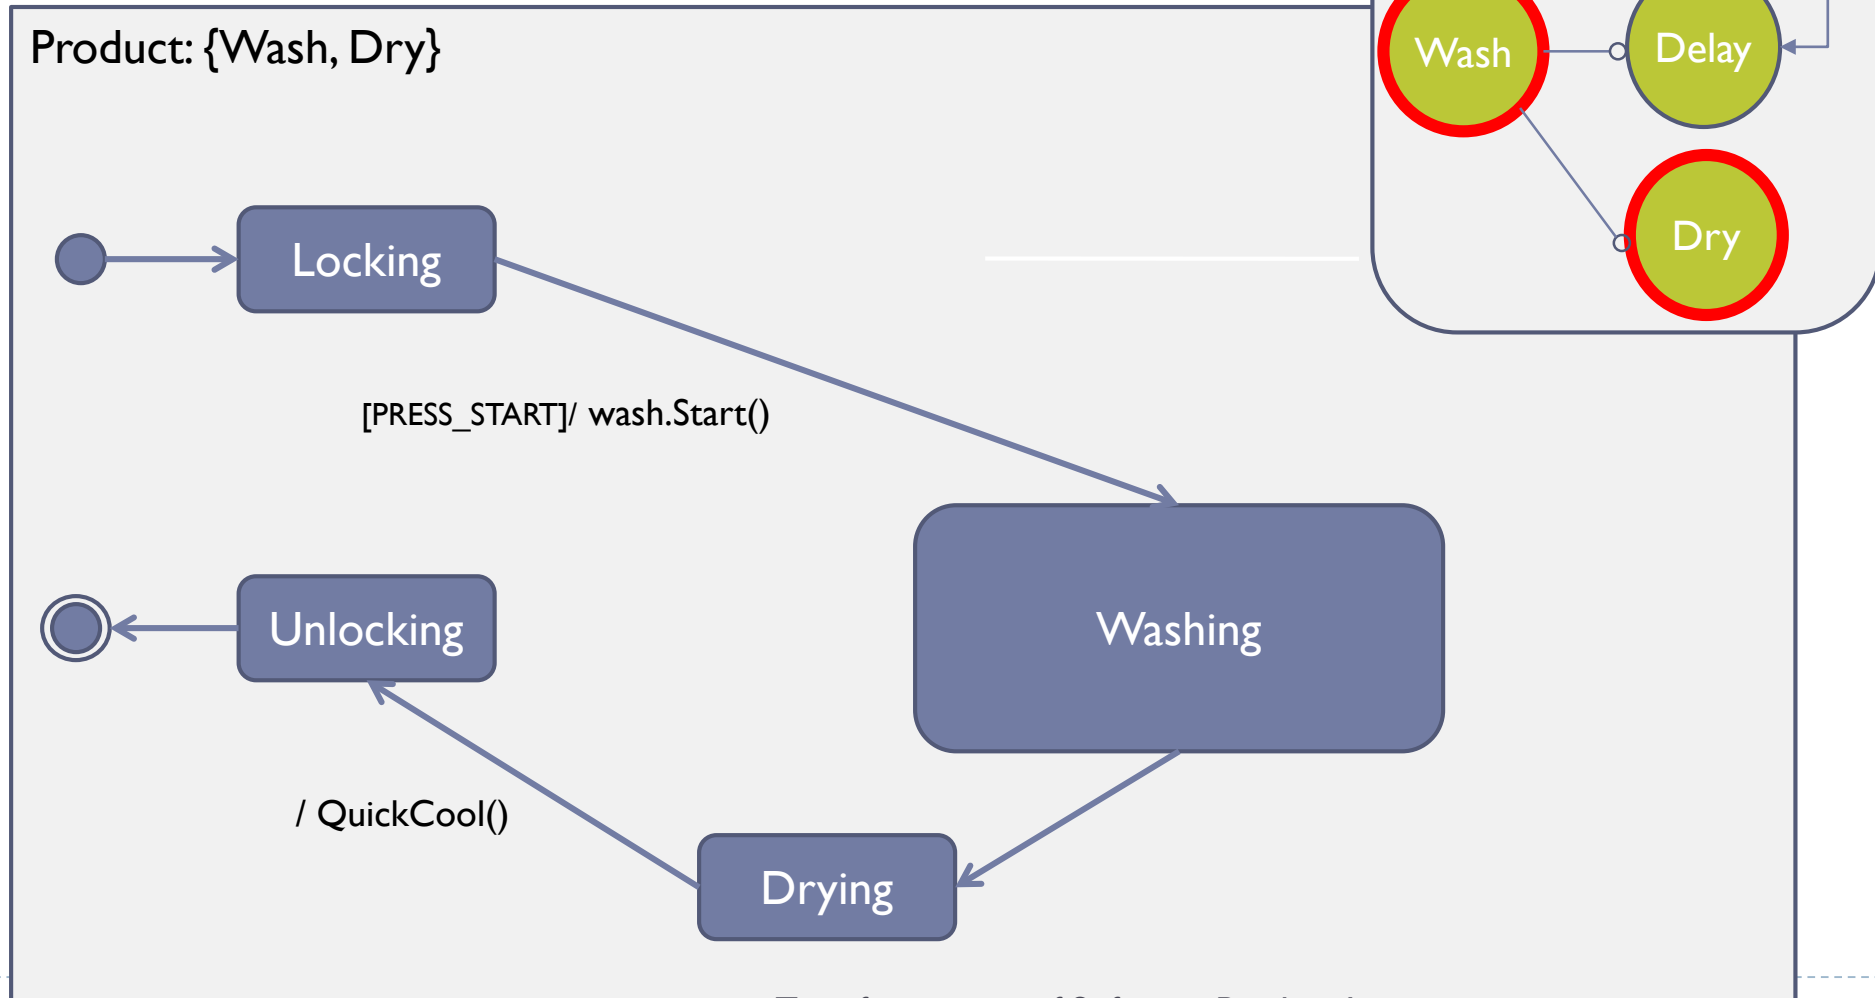 Product: {Wash, Dry}
Wash
Delay
Dry
Locking
[PRESS_START]/ wash.Start()
Unlocking
Washing
/ QuickCool()
Drying